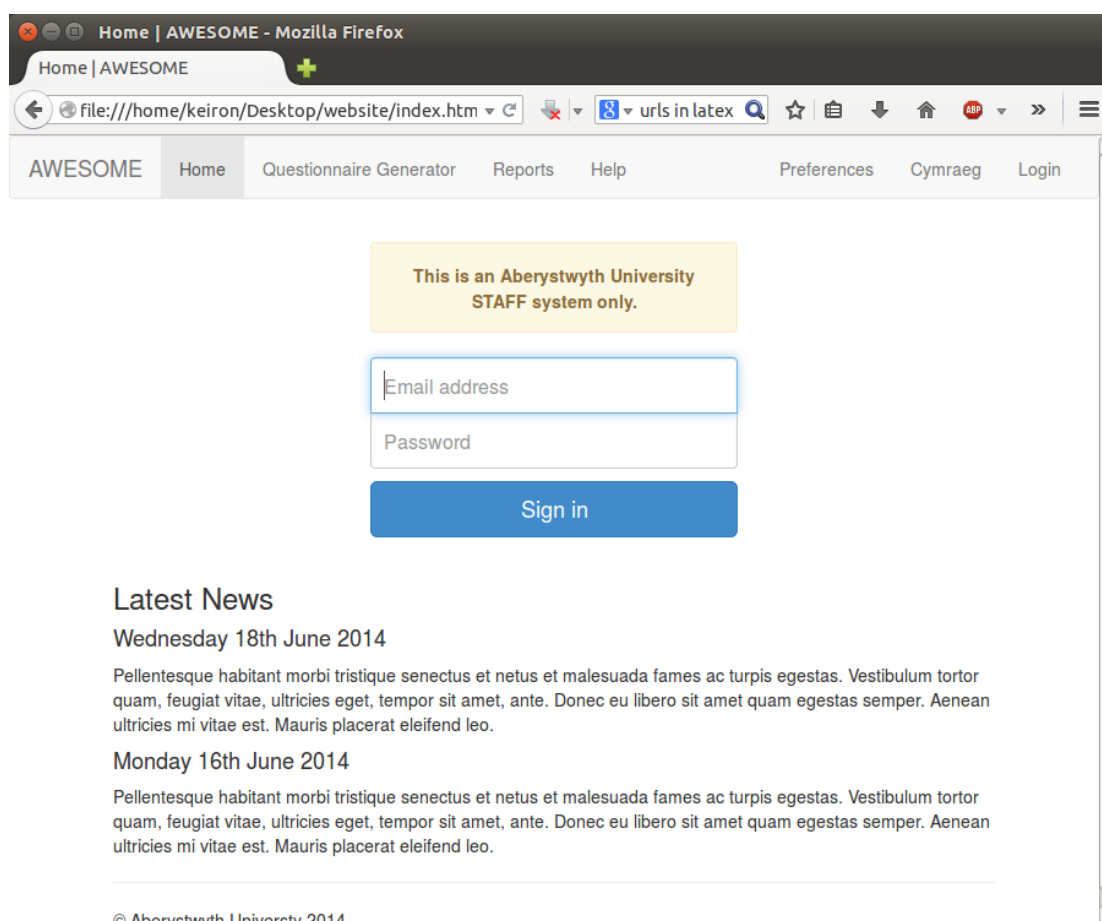 Home | AWESOME - Mozilla Firefox
Home | AWESOME
file:///home/keiron/Desktop/website/index.htm urls in latex ABP »
AWESOME Home Questionnaire Generator Reports Help Preferences Cymraeg Login
This is an Aberystwyth University
STAFF system only.
Email address
Password
Sign in
Latest News
Wednesday 18th June 2014
Pellentesque habitant morbi tristique senectus et netus et malesuada fames ac turpis egestas. Vestibulum tortor
quam, feugiat vitae, ultricies eget, tempor sit amet, ante. Donec eu libero sit amet quam egestas semper. Aenean
ultricies mi vitae est. Mauris placerat eleifend leo.
Monday 16th June 2014
Pellentesque habitant morbi tristique senectus et netus et malesuada fames ac turpis egestas. Vestibulum tortor
quam, feugiat vitae, ultricies eget, tempor sit amet, ante. Donec eu libero sit amet quam egestas semper. Aenean
ultricies mi vitae est. Mauris placerat eleifend leo.
© Aberystwyth Universty 2014